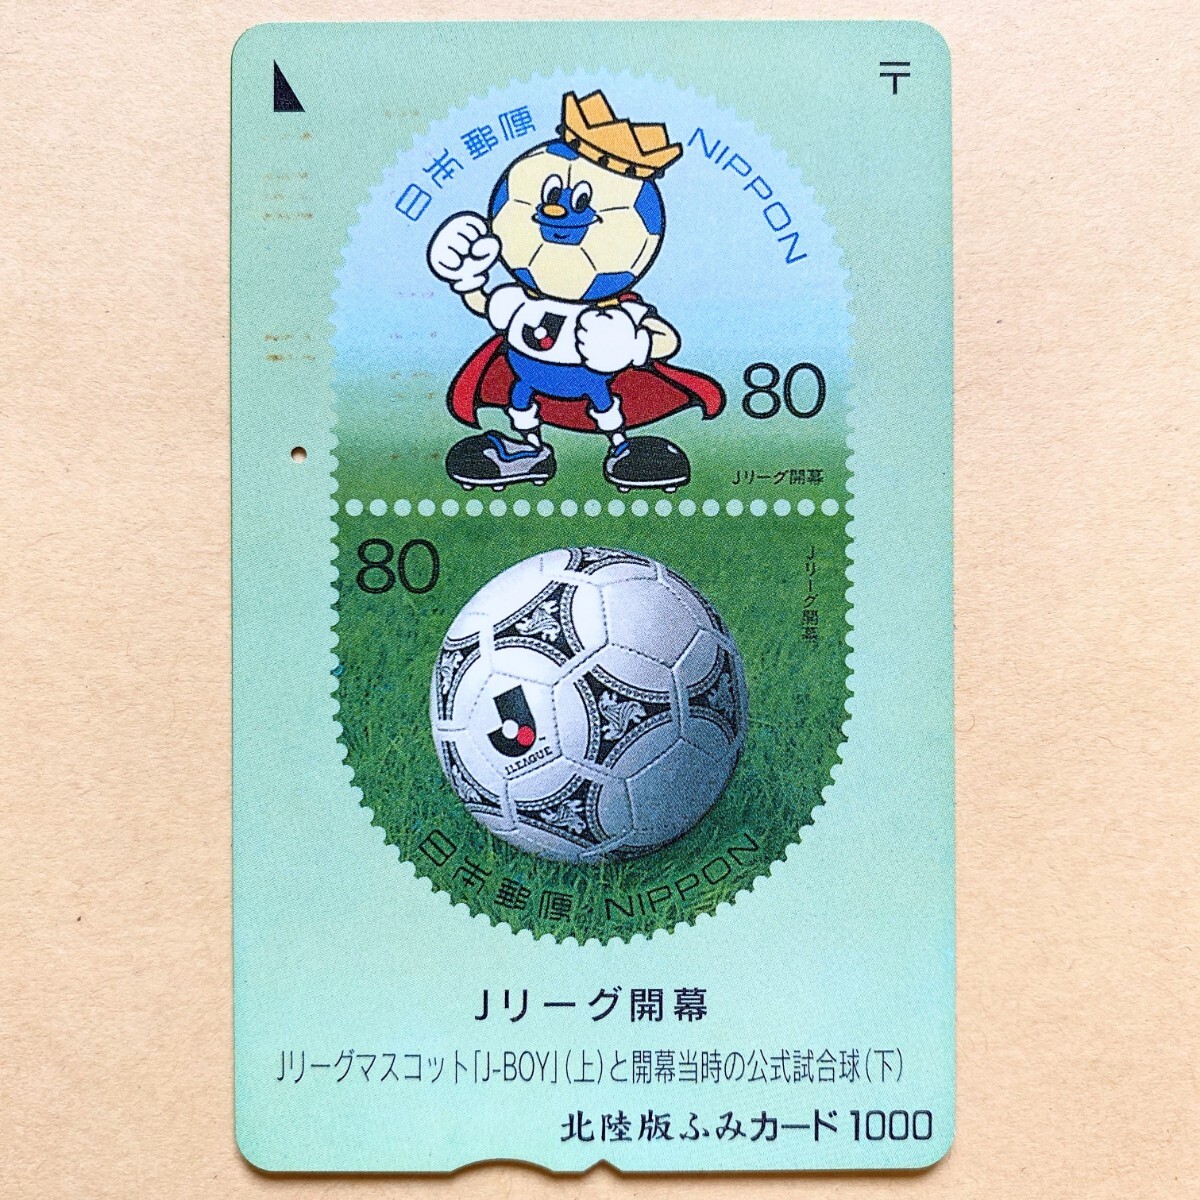 〒
日本郵便 NIPPON
80
Jリーグ開幕
80
Jリーグ開幕
J.LEAGUE
日本郵便 NIPPON
Jリーグ開幕
Jリーグマスコット「J-BOY」(上)と開幕当時の公式試合球(下)
北陸版ふみカード1000